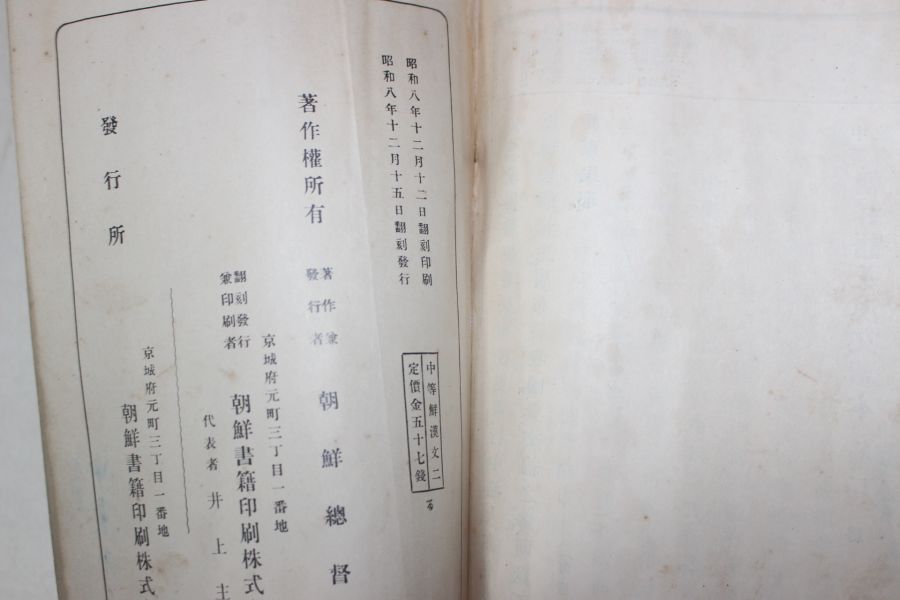 昭和八年十二月十二日翻刻印刷
昭和八年十二月十五日翻刻發行
中等鮮漢文二
定價金五十七錢
著作權所有
著作兼
發行者
朝鮮總督
京城府元町三丁目一番地
翻刻發行
兼印刷者
朝鮮書籍印刷株式
代表者 井上主
京城府元町三丁目一番地
發行所
朝鮮書籍印刷株式